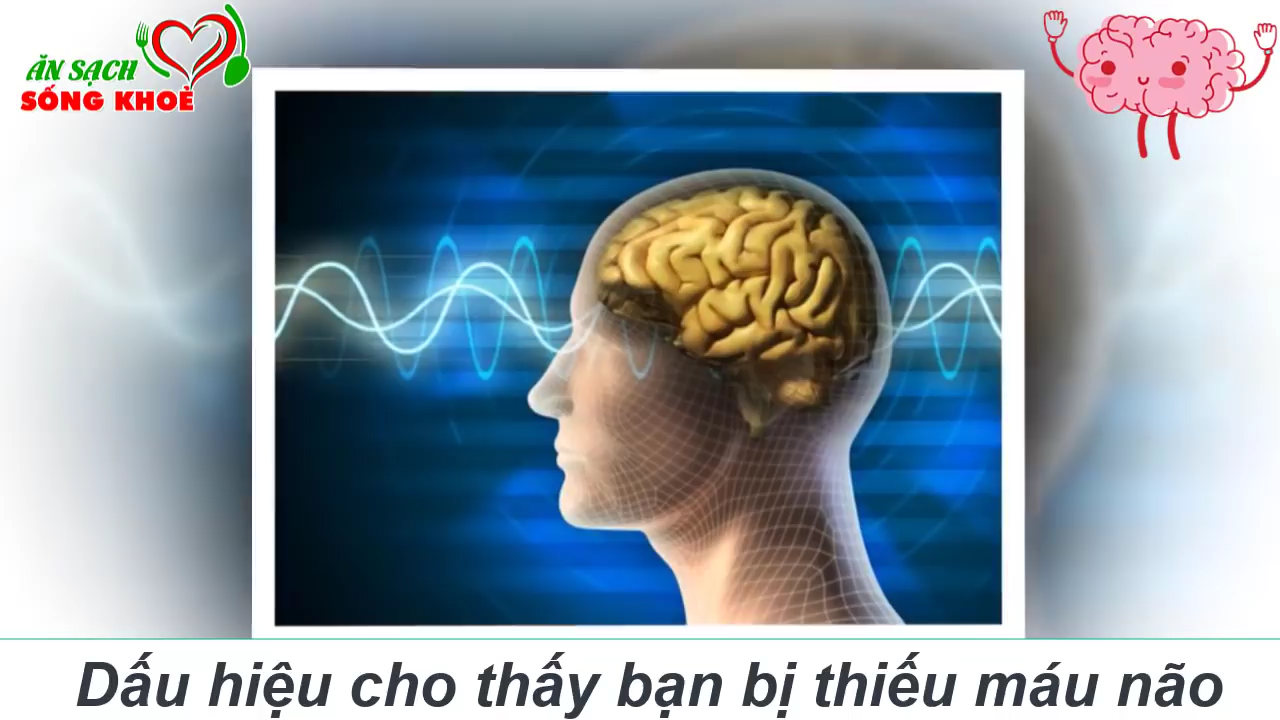 ĂN SẠCH
SỐNG KHOẺ
Dấu hiệu cho thấy bạn bị thiếu máu não